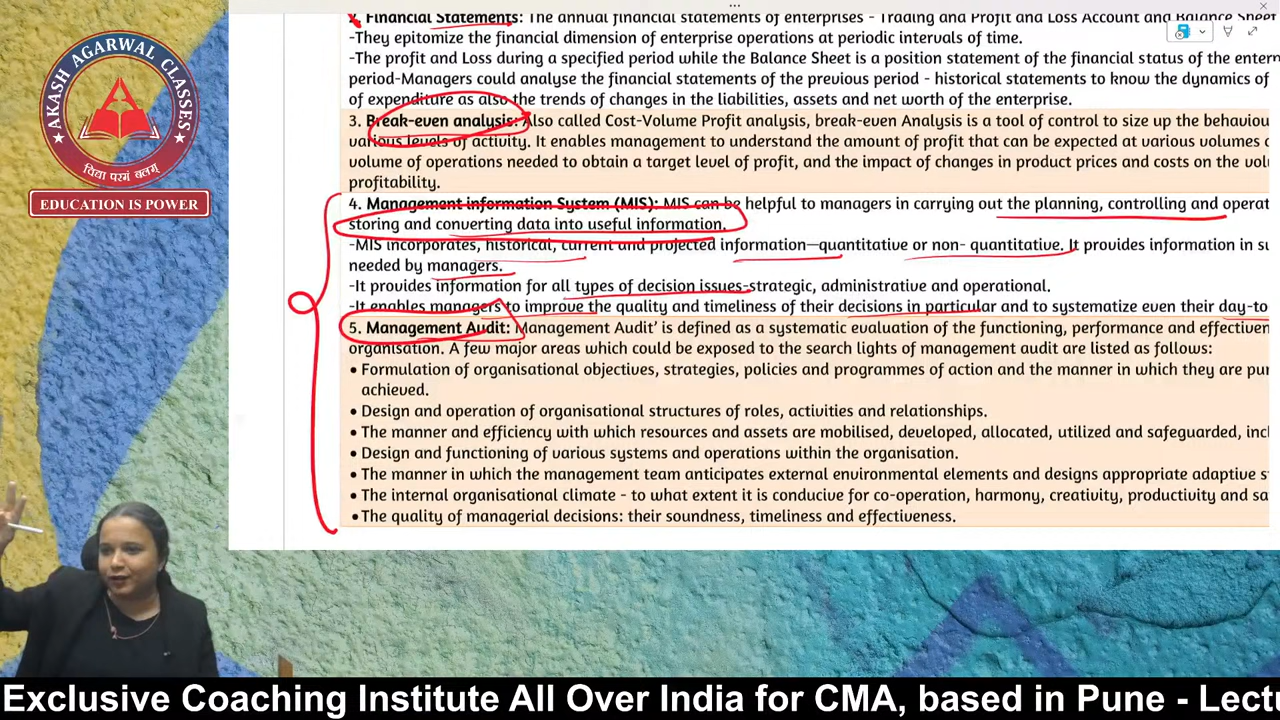 2. Financial Statements: The annual financial statements of enterprises - Trading and Profit and Loss Account and Balance Sheet
-They epitomize the financial dimension of enterprise operations at periodic intervals of time.
-The profit and Loss during a specified period while the Balance Sheet is a position statement of the financial status of the
period-Managers could analyse the financial statements of the previous period - historical statements to know the dynamics of
of expenditure as also the trends of changes in the liabilities, assets and net worth of the enterprise.
3. Break-even analysis: Also called Cost-Volume Profit analysis, break-even Analysis is a tool of control to size up the behaviou
various levels of activity. It enables management to understand the amount of profit that can be expected at various volumes
volume of operations needed to obtain a target level of profit, and the impact of changes in product prices and costs on the
profitability.
4. Management information System (MIS): MIS can be helpful to managers in carrying out the planning, controlling and operat
storing and converting data into useful information.
-MIS incorporates, historical, current and projected information—quantitative or non- quantitative. It provides information in su
needed by managers.
-It provides information for all types of decision issues-strategic, administrative and operational.
-It enables managers to improve the quality and timeliness of their decisions in particular and to systematize even their day-to
5. Management Audit: Management Audit' is defined as a systematic evaluation of the functioning, performance and effectiven
organisation. A few major areas which could be exposed to the search lights of management audit are listed as follows:
• Formulation of organisational objectives, strategies, policies and programmes of action and the manner in which they are pur
achieved.
• Design and operation of organisational structures of roles, activities and relationships.
• The manner and efficiency with which resources and assets are mobilised, developed, allocated, utilized and safeguarded, incl
• Design and functioning of various systems and operations within the organisation.
• The manner in which the management team anticipates external environmental elements and designs appropriate adaptive s
• The internal organisational climate - to what extent it is conducive for co-operation, harmony, creativity, productivity and sa
• The quality of managerial decisions: their soundness, timeliness and effectiveness.
AKASH AGARWAL CLASSES
विद्या परमं बलम्
EDUCATION IS POWER
Exclusive Coaching Institute All Over India for CMA, based in Pune - Lectu